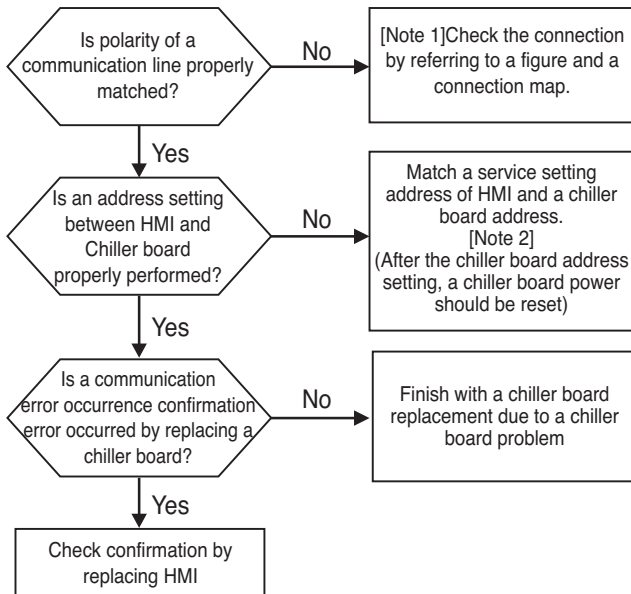 Is polarity of a
communication line properly
matched?
No
[Note 1]Check the connection
by referring to a figure and a
connection map.
Yes
Is an address setting
between HMI and
Chiller board
properly performed?
No
Match a service setting
address of HMI and a chiller
board address.
[Note 2]
(After the chiller board address
setting, a chiller board power
should be reset)
Yes
Is a communication
error occurrence confirmation
error occurred by replacing a
chiller board?
No
Finish with a chiller board
replacement due to a chiller
board problem
Yes
Check confirmation by
replacing HMI